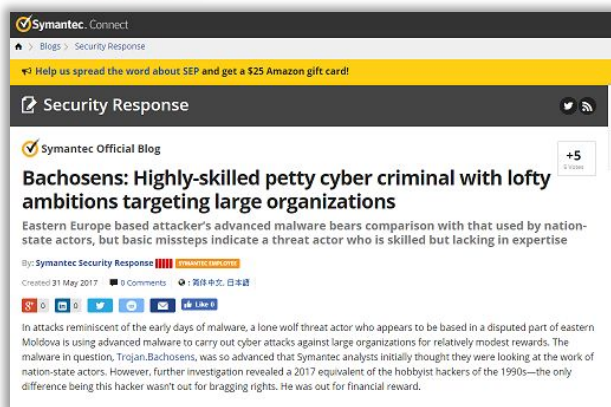 Symantec. Connect
Blogs > Security Response
Help us spread the word about SEP and get a $25 Amazon gift card!
Security Response
Symantec Official Blog
+5
5 Votes
Bachosens: Highly-skilled petty cyber criminal with lofty
ambitions targeting large organizations
Eastern Europe based attacker's advanced malware bears comparison with that used by nation-
state actors, but basic missteps indicate a threat actor who is skilled but lacking in expertise
By: Symantec Security Response SYMANTEC EMPLOYEE
Created 31 May 2017 0 Comments : 简体中文, 日本語
g+ 0 in 0 Like 0
In attacks reminiscent of the early days of malware, a lone wolf threat actor who appears to be based in a disputed part of eastern
Moldova is using advanced malware to carry out cyber attacks against large organizations for relatively modest rewards. The
malware in question, Trojan.Bachosens, was so advanced that Symantec analysts initially thought they were looking at the work of
nation-state actors. However, further investigation revealed a 2017 equivalent of the hobbyist hackers of the 1990s—the only
difference being this hacker wasn't out for bragging rights. He was out for financial reward.